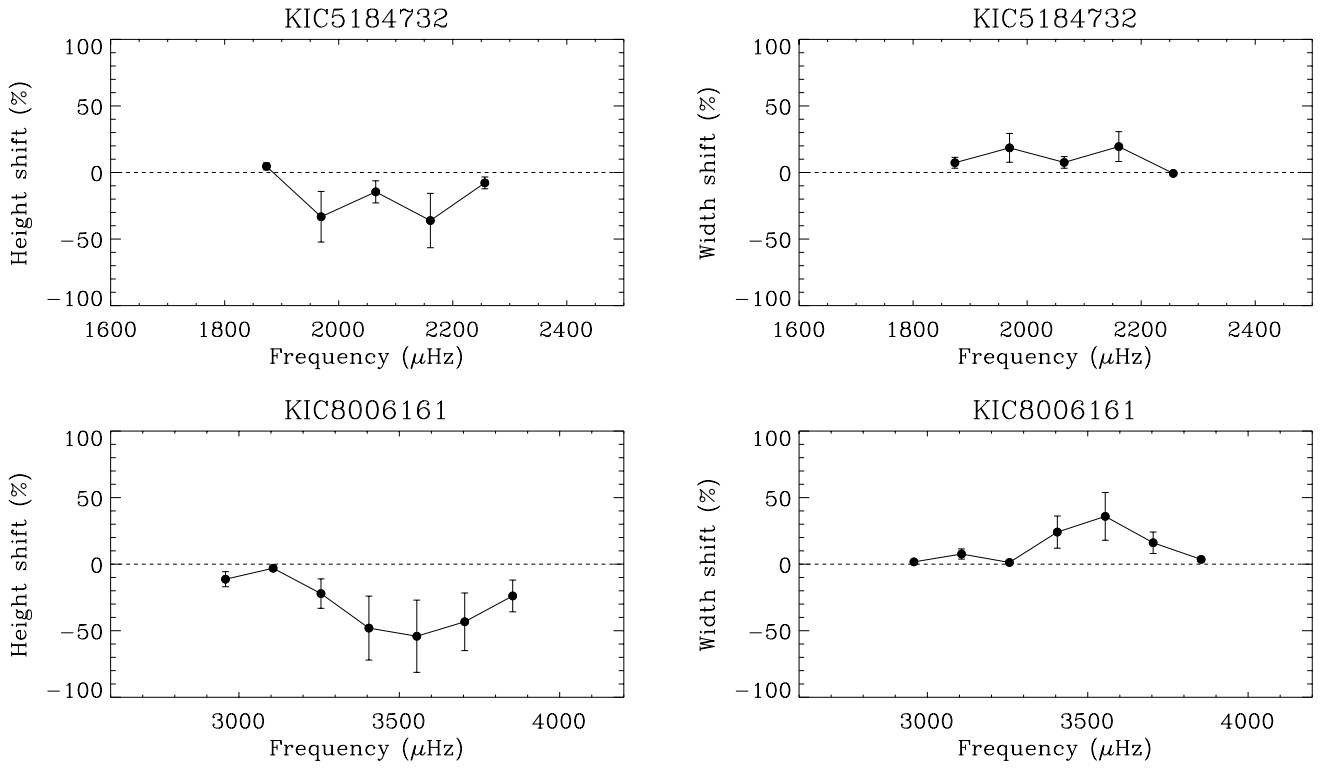 KIC5184732
100
50
0
−50
−100
Height shift (%)
1600 1800 2000 2200 2400
Frequency (μHz)
KIC5184732
100
50
0
−50
−100
Width shift (%)
1600 1800 2000 2200 2400
Frequency (μHz)
KIC8006161
100
50
0
−50
−100
Height shift (%)
3000 3500 4000
Frequency (μHz)
KIC8006161
100
50
0
−50
−100
Width shift (%)
3000 3500 4000
Frequency (μHz)